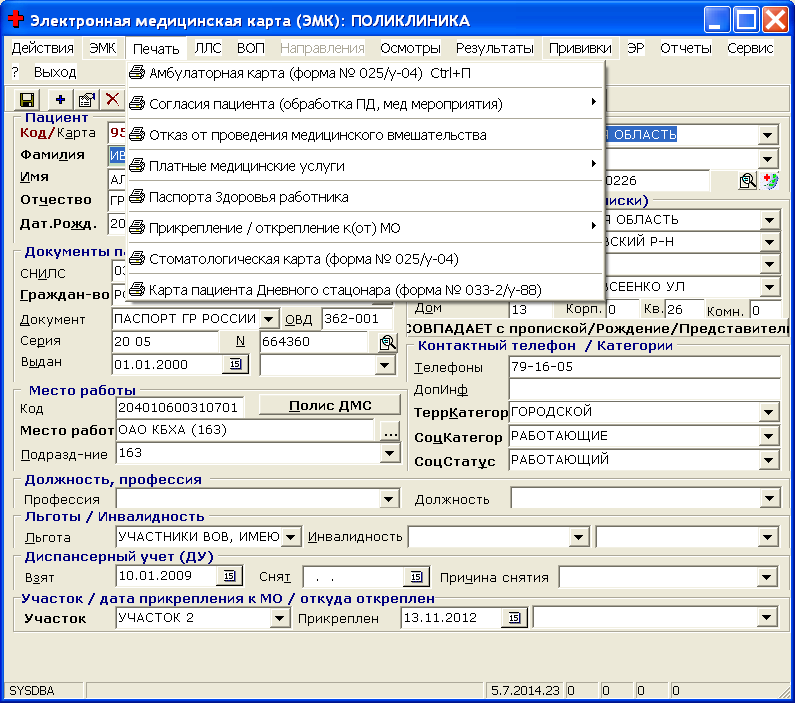 Электронная медицинская карта (ЭМК): ПОЛИКЛИНИКА
Действия ЭМК Печать ЛЛС ВОП Направления Осмотры Результаты Прививки ЭР Отчеты Сервис
? Выход
Амбулаторная карта (форма № 025/у-04) Ctrl+П
Согласия пациента (обработка ПД, мед мероприятия)
Отказ от проведения медицинского вмешательства
Платные медицинские услуги
Паспорта Здоровья работника
Прикрепление / открепление к(от) МО
Стоматологическая карта (форма № 025/у-04)
Карта пациента Дневного стацонара (форма № 033-2/у-88)
Пациент
Код/Карта 95
Фамилия ИВ
Имя АЛ
Отчество ГР
Дат.Рожд. 20
Я ОБЛАСТЬ
0226
иски)
Я ОБЛАСТЬ
ВСКИЙ Р-Н
СЕЕНКО УЛ
Дом 13 Корп. 0 Кв. 26 Комн. 0
СОВПАДАЕТ с пропиской/Рождение/Представитель
Документы п
СНИЛС 03
Граждан-во РО
Документ ПАСПОРТ ГР РОССИИ ОВД 362-001
Серия 20 05 N 664360
Выдан 01.01.2000 15
Контактный телефон / Категории
Телефоны 79-16-05
ДопИнф
ТеррКатегор ГОРОДСКОЙ
СоцКатегор РАБОТАЮЩИЕ
СоцСтатус РАБОТАЮЩИЙ
Место работы
Код 204010600310701 Полис ДМС
Место работ ОАО КБХА (163) ...
Подразд-ние 163
Должность, профессия
Профессия Должность
Льготы / Инвалидность
Льгота УЧАСТНИКИ ВОВ, ИМЕЮ Инвалидность
Диспансерный учет (ДУ)
Взят 10.01.2009 15 Снят . . 15 Причина снятия
Участок / дата прикрепления к МО / откуда откреплен
Участок УЧАСТОК 2 Прикреплен 13.11.2012 15
SYSDBA 5.7.2014.23 0 0 0 0